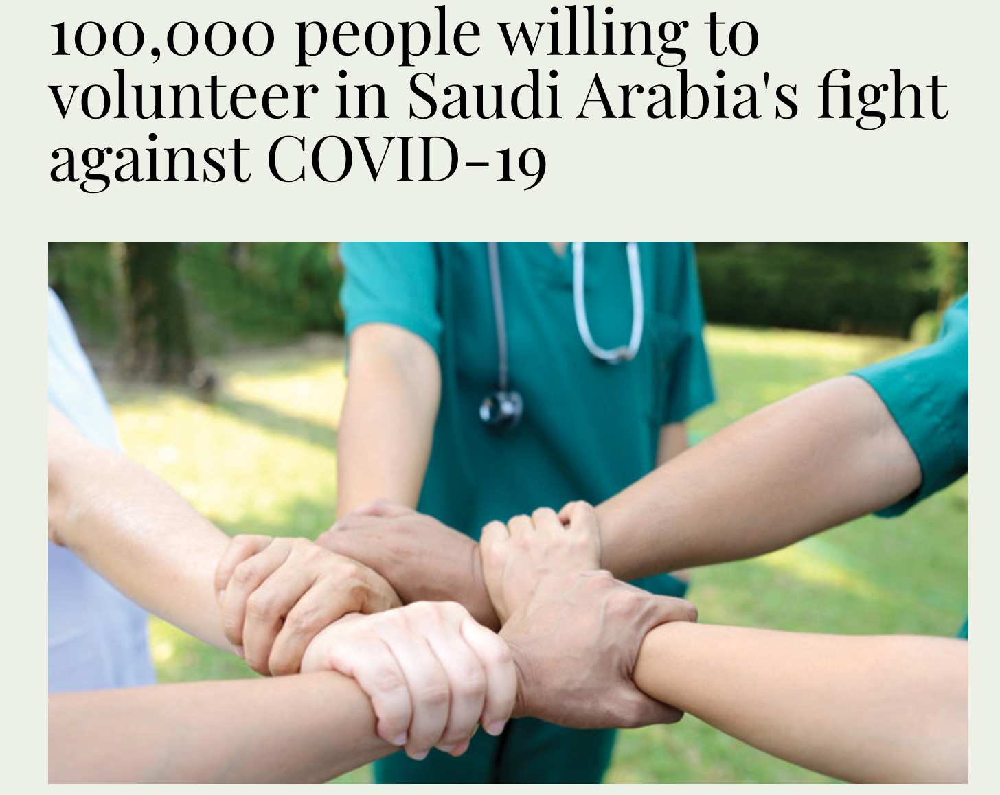 100,000 people willing to
volunteer in Saudi Arabia's fight
against COVID-19